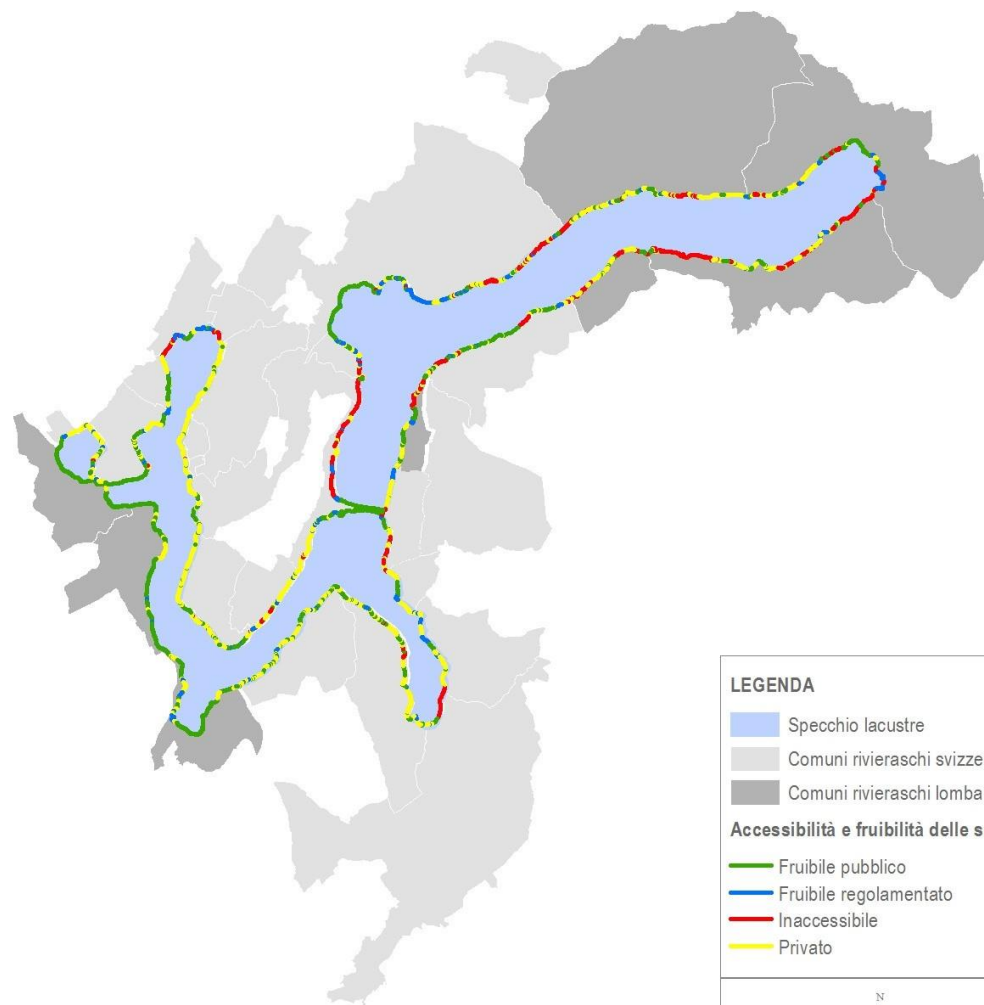 LEGENDA
Specchio lacustre
Comuni rivieraschi svizze
Comuni rivieraschi lomba
Accessibilità e fruibilità delle s
Fruibile pubblico
Fruibile regolamentato
Inaccessibile
Privato
N